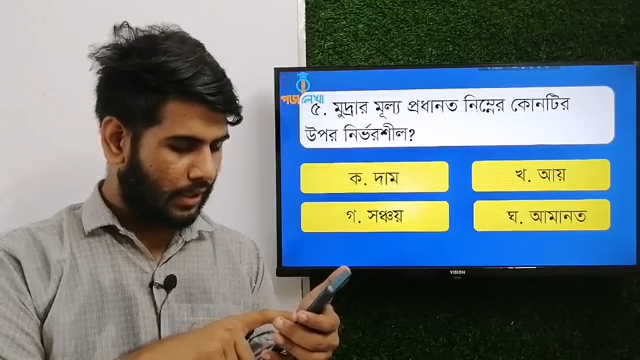 পড়ালেখা
৫. মুদ্রার মূল্য প্রধানত নিম্নের কোনটির
উপর নির্ভরশীল?
ক. দাম
খ. আয়
গ. সঞ্চয়
ঘ. আমানত
VISION